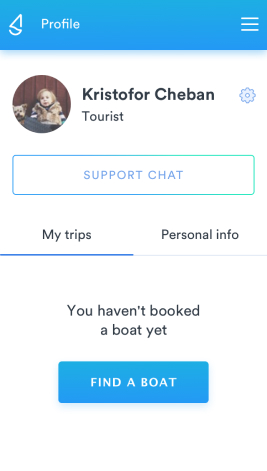 Profile
Kristofor Cheban
Tourist
SUPPORT CHAT
My trips
Personal info
You haven't booked
a boat yet
FIND A BOAT